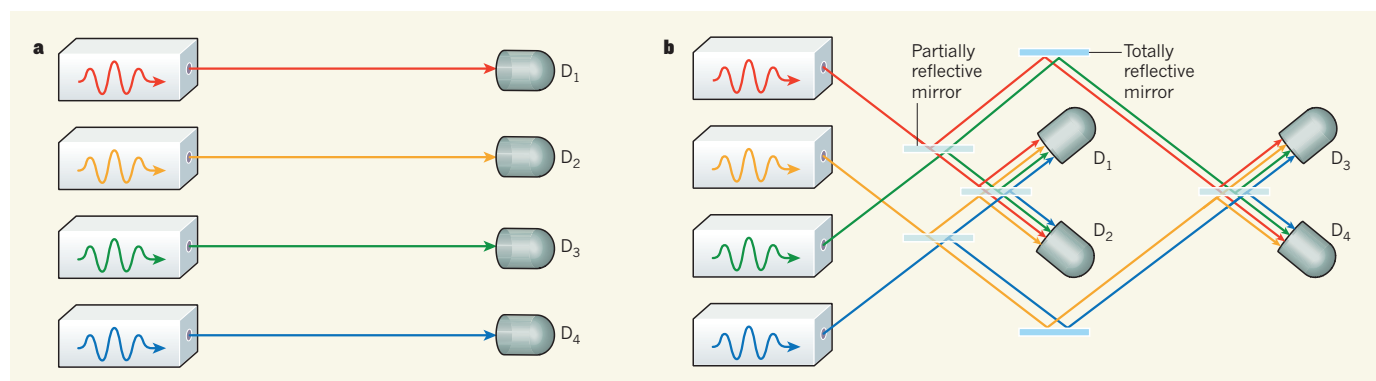 a
D1
D2
D3
D4
b
Partially
reflective
mirror
Totally
reflective
mirror
D1
D2
D3
D4